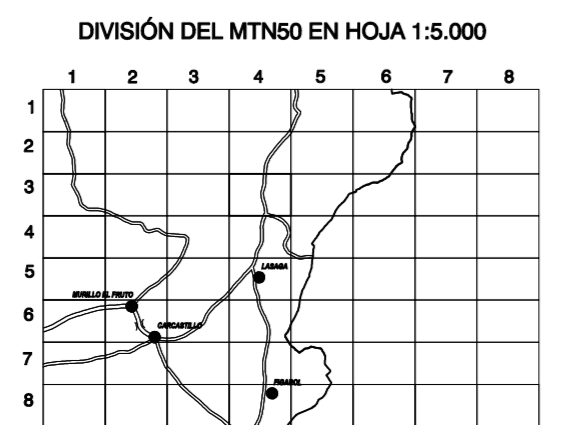 DIVISIÓN DEL MTN50 EN HOJA 1:5.000
1 2 3 4 5 6 7 8
1
2
3
4
5
LASAGA
MURILLO EL FRUTO
6
CARCASTILLO
7
FIGAROL
8